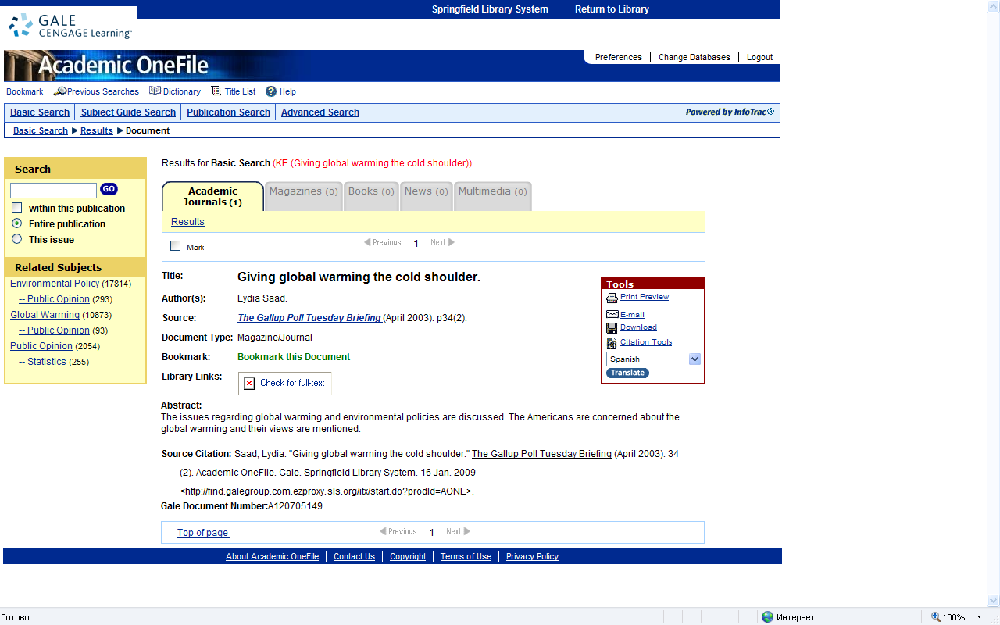 Springfield Library System Return to Library
GALE
CENGAGE Learning™
Academic OneFile
Preferences Change Databases Logout
Bookmark Previous Searches Dictionary Title List Help
Basic Search Subject Guide Search Publication Search Advanced Search Powered by InfoTrac®
Basic Search Results Document
Search
GO
within this publication
Entire publication
This issue
Related Subjects
Environmental Policy (17814)
-- Public Opinion (293)
Global Warming (10873)
-- Public Opinion (93)
Public Opinion (2054)
-- Statistics (255)
Results for Basic Search (KE (Giving global warming the cold shoulder))
Academic
Journals (1)
Magazines (0)
Books (0)
News (0)
Multimedia (0)
Results
Mark
Previous 1 Next
Title: Giving global warming the cold shoulder.
Author(s): Lydia Saad.
Source: The Gallup Poll Tuesday Briefing (April 2003): p34(2).
Document Type: Magazine/Journal
Bookmark: Bookmark this Document
Library Links: Check for full-text
Tools
Print Preview
E-mail
Download
Citation Tools
Spanish
Translate
Abstract:
The issues regarding global warming and environmental policies are discussed. The Americans are concerned about the
global warming and their views are mentioned.
Source Citation: Saad, Lydia. "Giving global warming the cold shoulder." The Gallup Poll Tuesday Briefing (April 2003): 34
(2). Academic OneFile. Gale. Springfield Library System. 16 Jan. 2009
<http://find.galegroup.com.ezproxy.sls.org/itx/start.do?prodId=AONE>.
Gale Document Number:A120705149
Top of page Previous 1 Next
About Academic OneFile Contact Us Copyright Terms of Use Privacy Policy
Готово Интернет 100%